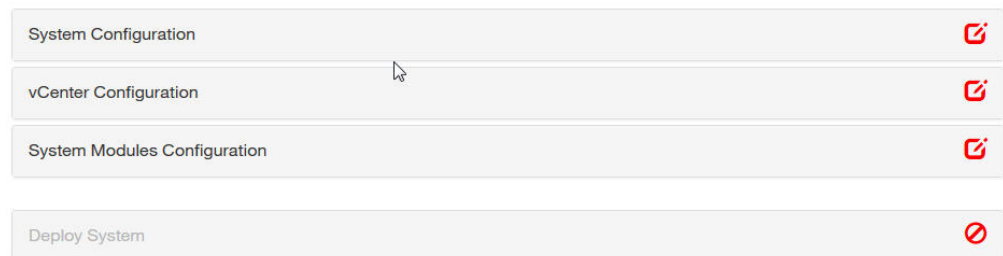 System Configuration
vCenter Configuration
System Modules Configuration
Deploy System